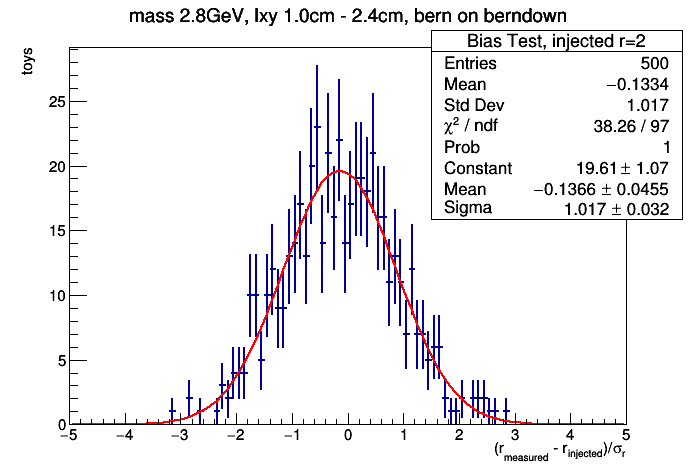 mass 2.8GeV, lxy 1.0cm - 2.4cm, bern on berndown
Bias Test, injected r=2
Entries 500
Mean −0.1334
Std Dev 1.017
χ² / ndf 38.26 / 97
Prob 1
Constant 19.61 ± 1.07
Mean −0.1366 ± 0.0455
Sigma 1.017 ± 0.032
toys
25
20
15
10
5
0
−5 −4 −3 −2 −1 0 1 2 3 4 5
(r_measured - r_injected)/σ_r